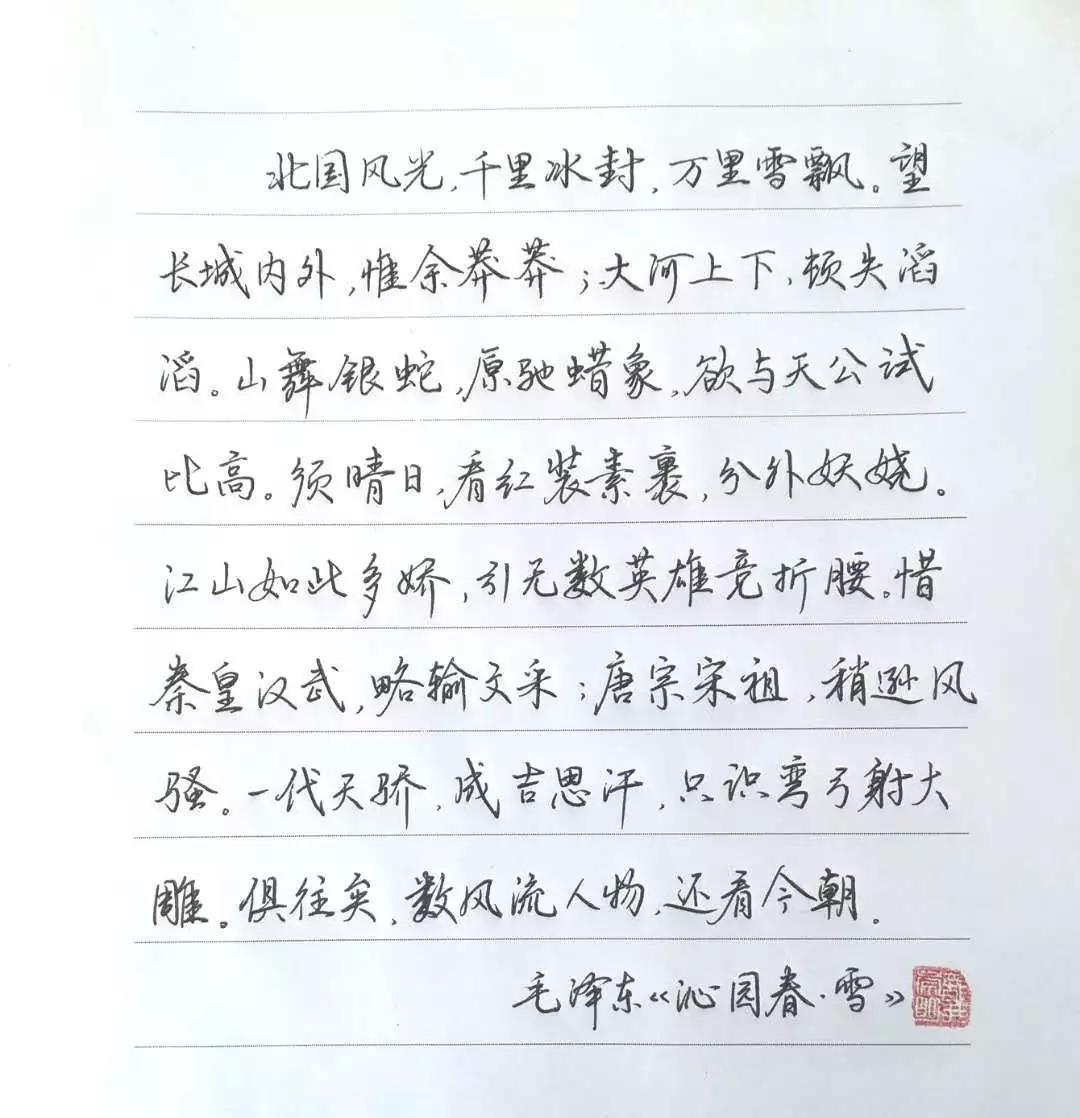 北国风光,千里冰封,万里雪飘。望
长城内外,惟余莽莽;大河上下,顿失滔
滔。山舞银蛇,原驰蜡象,欲与天公试
比高。须晴日,看红装素裹,分外妖娆。
江山如此多娇,引无数英雄竞折腰。惜
秦皇汉武,略输文采;唐宗宋祖,稍逊风
骚。一代天骄,成吉思汗,只识弯弓射大
雕。俱往矣,数风流人物,还看今朝。
毛泽东《沁园春·雪》